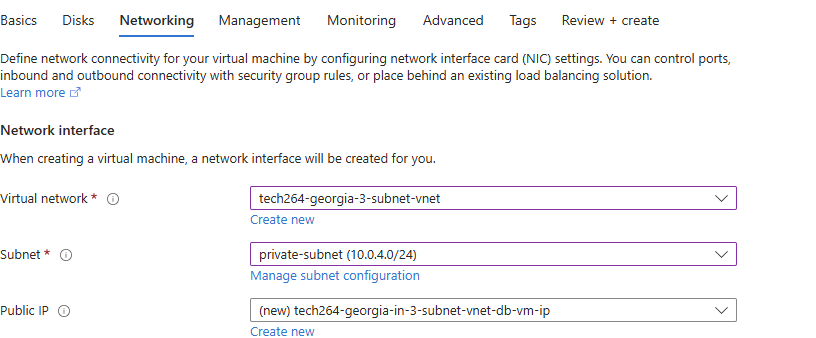 Basics Disks Networking Management Monitoring Advanced Tags Review + create
Define network connectivity for your virtual machine by configuring network interface card (NIC) settings. You can control ports,
inbound and outbound connectivity with security group rules, or place behind an existing load balancing solution.
Learn more
Network interface
When creating a virtual machine, a network interface will be created for you.
Virtual network * tech264-georgia-3-subnet-vnet
Create new
Subnet * private-subnet (10.0.4.0/24)
Manage subnet configuration
Public IP (new) tech264-georgia-in-3-subnet-vnet-db-vm-ip
Create new